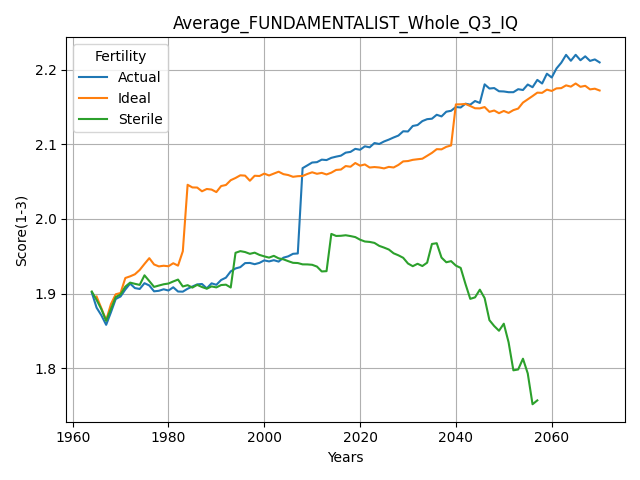 Average_FUNDAMENTALIST_Whole_Q3_IQ
Fertility
Actual
Ideal
Sterile
Score(1-3)
2.2
2.1
2.0
1.9
1.8
1960
1980
2000
2020
2040
2060
Years